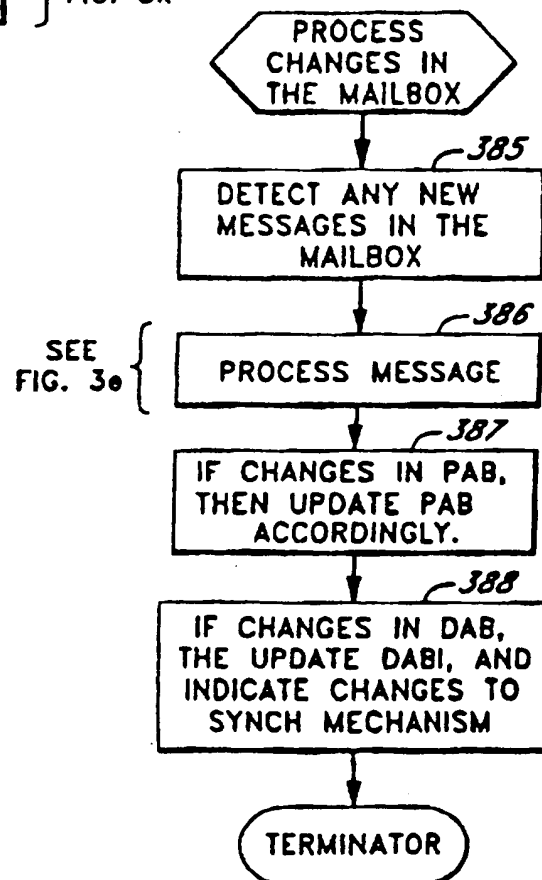 PROCESS
CHANGES IN
THE MAILBOX
385
DETECT ANY NEW
MESSAGES IN THE
MAILBOX
386
SEE
FIG. 3e
PROCESS MESSAGE
387
IF CHANGES IN PAB,
THEN UPDATE PAB
ACCORDINGLY.
388
IF CHANGES IN DAB,
THE UPDATE DABI, AND
INDICATE CHANGES TO
SYNCH MECHANISM
TERMINATOR